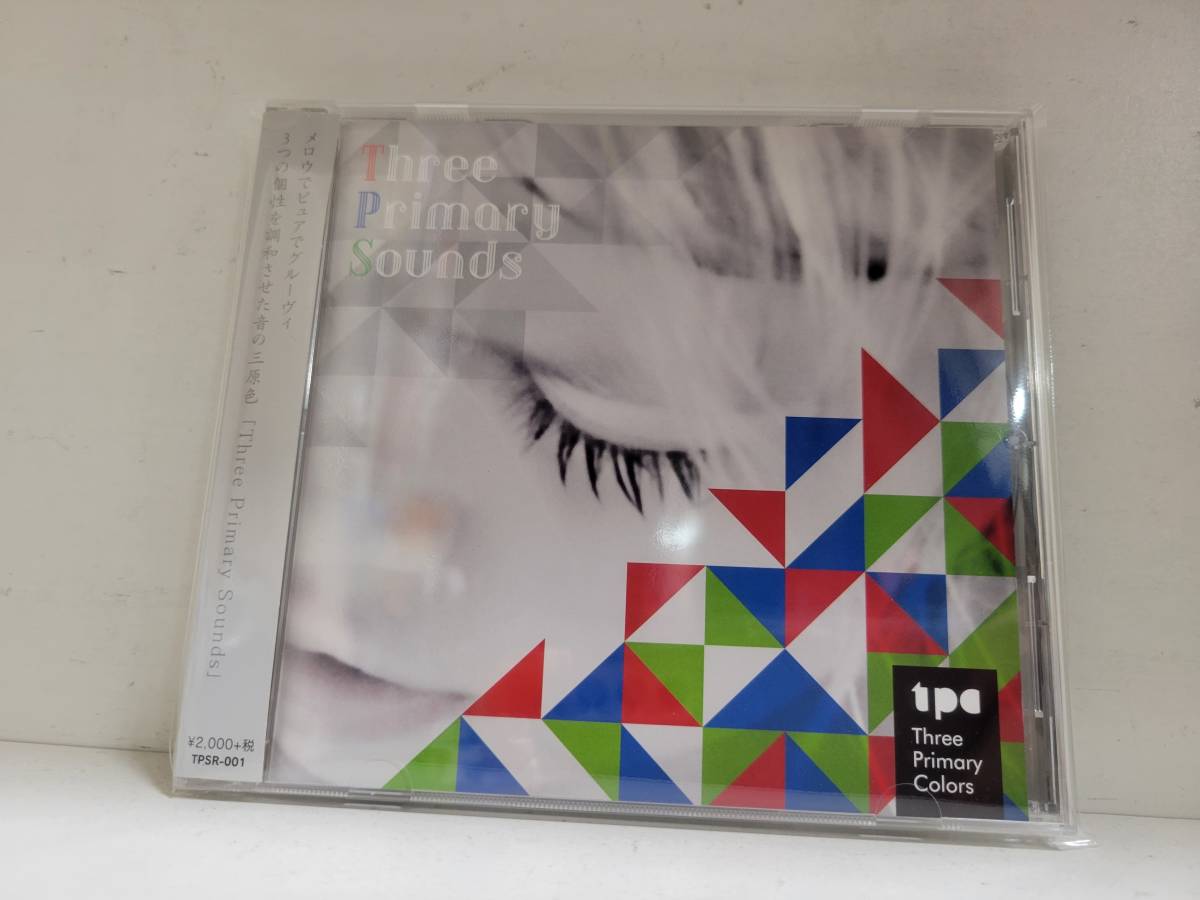 メロウでピュアでグルーヴィ
3つの個性を調和させた音の三原色「Three Primary Sounds」
¥2,000+税
TPSR-001
Three
Primary
Sounds
tpc
Three
Primary
Colors